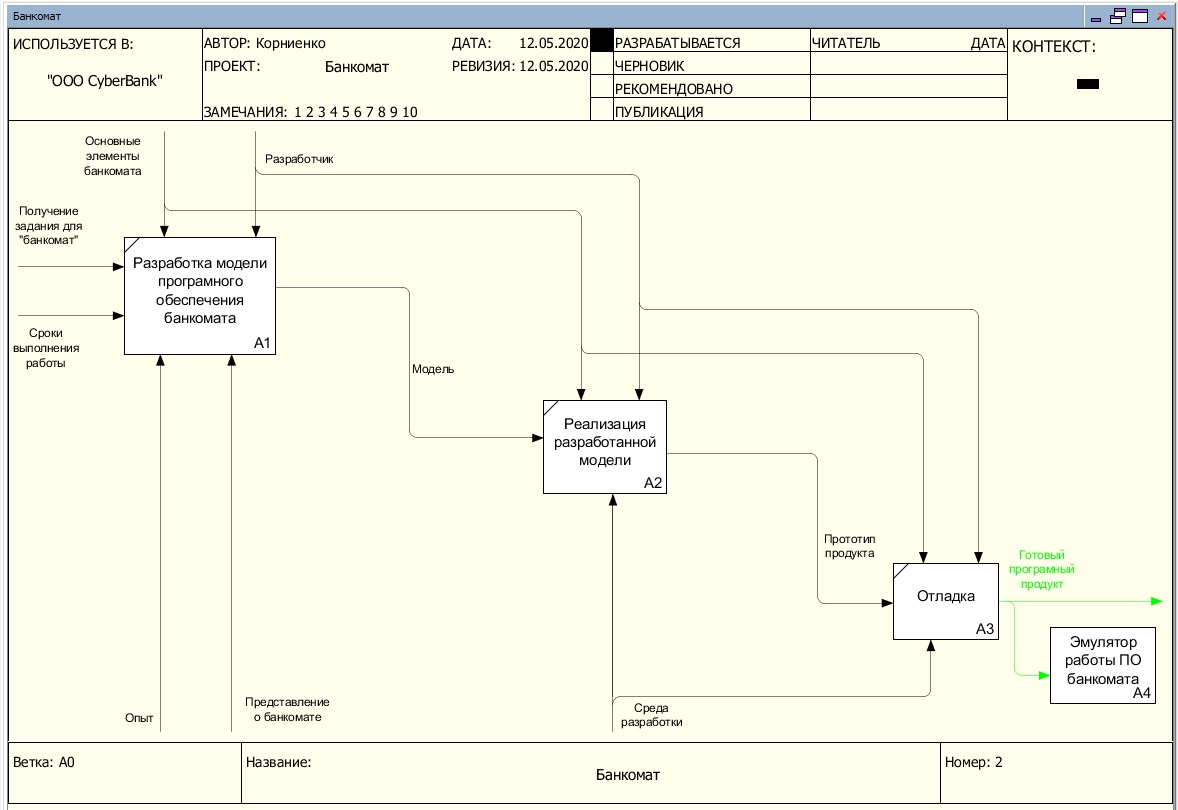 Банкомат
ИСПОЛЬЗУЕТСЯ В:
"ООО CyberBank"
АВТОР: Корниенко
ДАТА: 12.05.2020
ПРОЕКТ: Банкомат
РЕВИЗИЯ: 12.05.2020
ЗАМЕЧАНИЯ: 1 2 3 4 5 6 7 8 9 10
РАЗРАБАТЫВАЕТСЯ
ЧЕРНОВИК
РЕКОМЕНДОВАНО
ПУБЛИКАЦИЯ
ЧИТАТЕЛЬ
ДАТА
КОНТЕКСТ:
Основные
элементы
банкомата
Разработчик
Получение
задания для
"банкомат"
Разработка модели
програмного
обеспечения
банкомата
A1
Сроки
выполнения
работы
Модель
Реализация
разработанной
модели
A2
Прототип
продукта
Готовый
програмный
продукт
Отладка
A3
Эмулятор
работы ПО
банкомата
A4
Опыт
Представление
о банкомате
Среда
разработки
Ветка: A0
Название:
Банкомат
Номер: 2